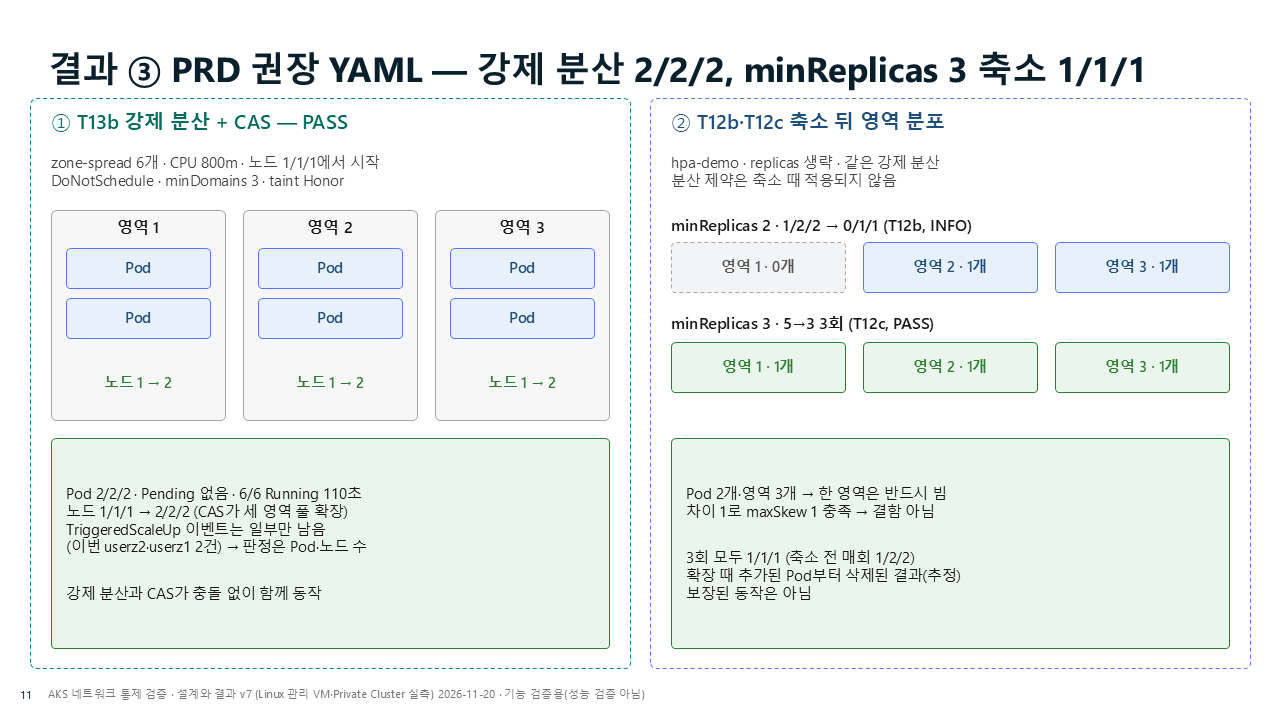 결과 ③ PRD 권장 YAML — 강제 분산 2/2/2, minReplicas 3 축소 1/1/1
① T13b 강제 분산 + CAS — PASS
zone-spread 6개 · CPU 800m · 노드 1/1/1에서 시작
DoNotSchedule · minDomains 3 · taint Honor
영역 1
영역 2
영역 3
Pod
Pod
Pod
Pod
Pod
Pod
노드 1 → 2
노드 1 → 2
노드 1 → 2
Pod 2/2/2 · Pending 없음 · 6/6 Running 110초
노드 1/1/1 → 2/2/2 (CAS가 세 영역 풀 확장)
TriggeredScaleUp 이벤트는 일부만 남음
(이번 userz2·userz1 2건) → 판정은 Pod·노드 수
강제 분산과 CAS가 충돌 없이 함께 동작
② T12b·T12c 축소 뒤 영역 분포
hpa-demo · replicas 생략 · 같은 강제 분산
분산 제약은 축소 때 적용되지 않음
minReplicas 2 · 1/2/2 → 0/1/1 (T12b, INFO)
영역 1 · 0개
영역 2 · 1개
영역 3 · 1개
minReplicas 3 · 5→3 3회 (T12c, PASS)
영역 1 · 1개
영역 2 · 1개
영역 3 · 1개
Pod 2개·영역 3개 → 한 영역은 반드시 빔
차이 1로 maxSkew 1 충족 → 결함 아님
3회 모두 1/1/1 (축소 전 매회 1/2/2)
확장 때 추가된 Pod부터 삭제된 결과(추정)
보장된 동작은 아님
11 AKS 네트워크 통제 검증 · 설계와 결과 v7 (Linux 관리 VM·Private Cluster 실측) 2026-11-20 · 기능 검증용(성능 검증 아님)